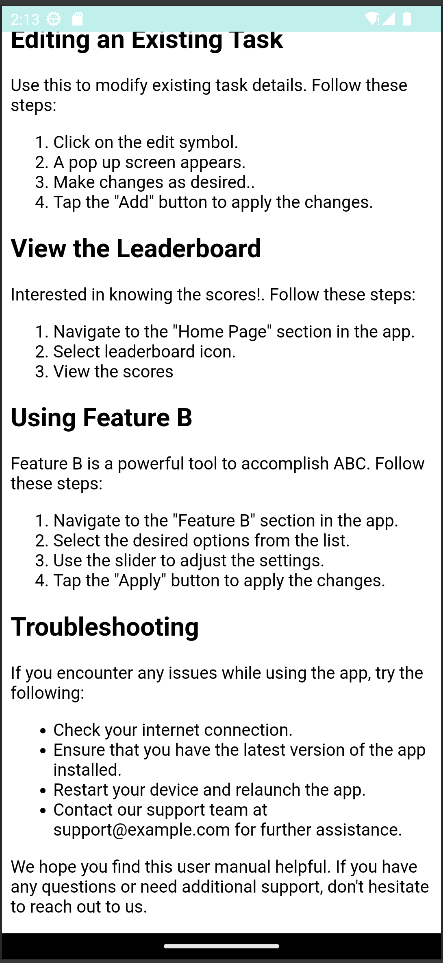 2:13
Editing an Existing Task
Use this to modify existing task details. Follow these
steps:
1. Click on the edit symbol.
2. A pop up screen appears.
3. Make changes as desired..
4. Tap the "Add" button to apply the changes.
View the Leaderboard
Interested in knowing the scores!. Follow these steps:
1. Navigate to the "Home Page" section in the app.
2. Select leaderboard icon.
3. View the scores
Using Feature B
Feature B is a powerful tool to accomplish ABC. Follow
these steps:
1. Navigate to the "Feature B" section in the app.
2. Select the desired options from the list.
3. Use the slider to adjust the settings.
4. Tap the "Apply" button to apply the changes.
Troubleshooting
If you encounter any issues while using the app, try the
following:
• Check your internet connection.
• Ensure that you have the latest version of the app
installed.
• Restart your device and relaunch the app.
• Contact our support team at
support@example.com for further assistance.
We hope you find this user manual helpful. If you have
any questions or need additional support, don't hesitate
to reach out to us.